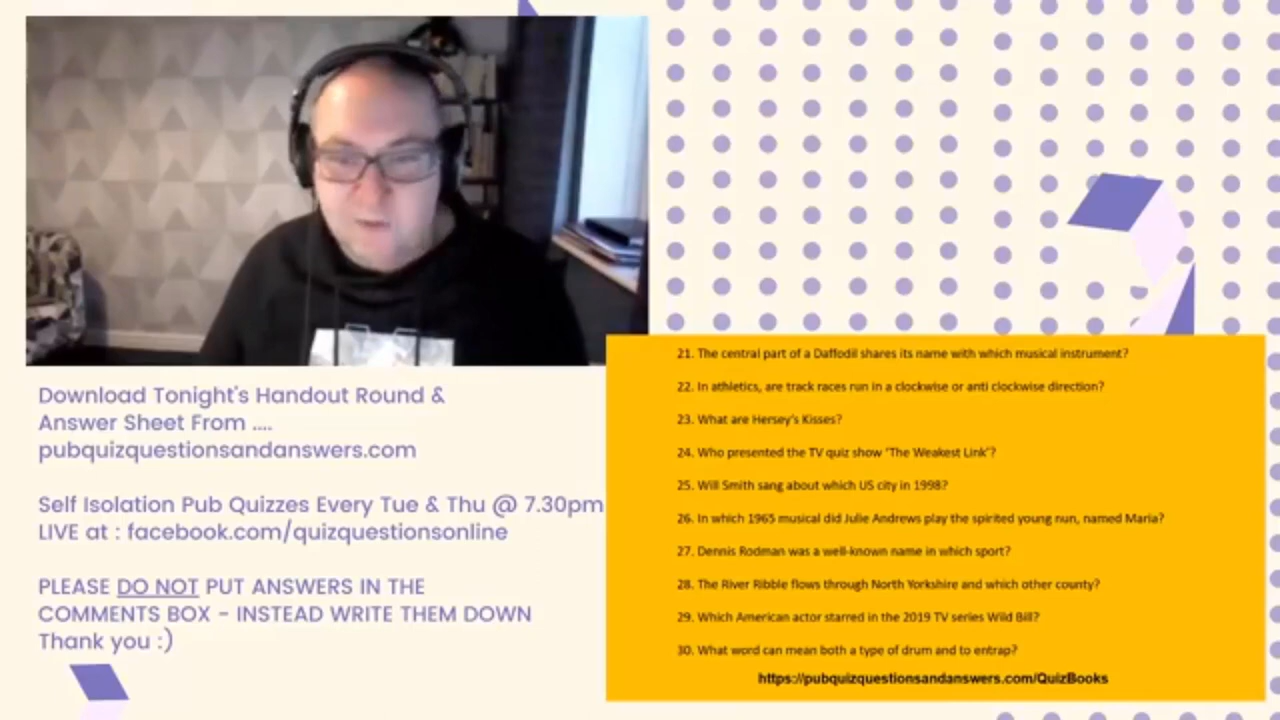 Download Tonight's Handout Round &
Answer Sheet From ....
pubquizquestionsandanswers.com
Self Isolation Pub Quizzes Every Tue & Thu @ 7.30pm
LIVE at : facebook.com/quizquestionsonline
PLEASE DO NOT PUT ANSWERS IN THE
COMMENTS BOX - INSTEAD WRITE THEM DOWN
Thank you :)
21. The central part of a Daffodil shares its name with which musical instrument?
22. In athletics, are track races run in a clockwise or anti clockwise direction?
23. What are Hersey's Kisses?
24. Who presented the TV quiz show 'The Weakest Link'?
25. Will Smith sang about which US city in 1998?
26. In which 1965 musical did Julie Andrews play the spirited young nun, named Maria?
27. Dennis Rodman was a well-known name in which sport?
28. The River Ribble flows through North Yorkshire and which other county?
29. Which American actor starred in the 2019 TV series Wild Bill?
30. What word can mean both a type of drum and to entrap?
https://pubquizquestionsandanswers.com/QuizBooks